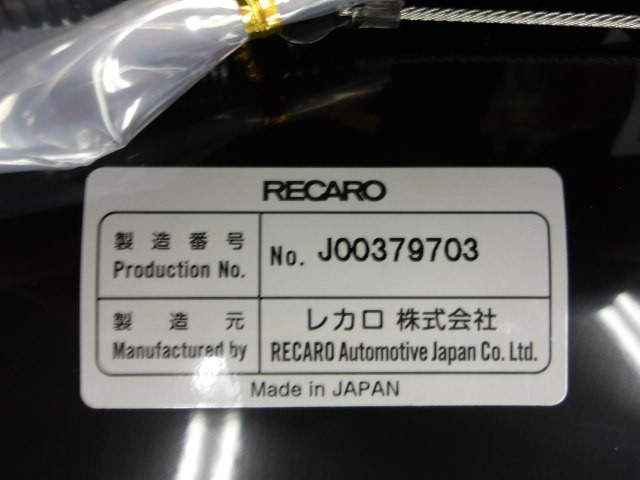 RECARO
製造番号
Production No.
No. J00379703
製造元
Manufactured by
レカロ 株式会社
RECARO Automotive Japan Co. Ltd.
Made in JAPAN